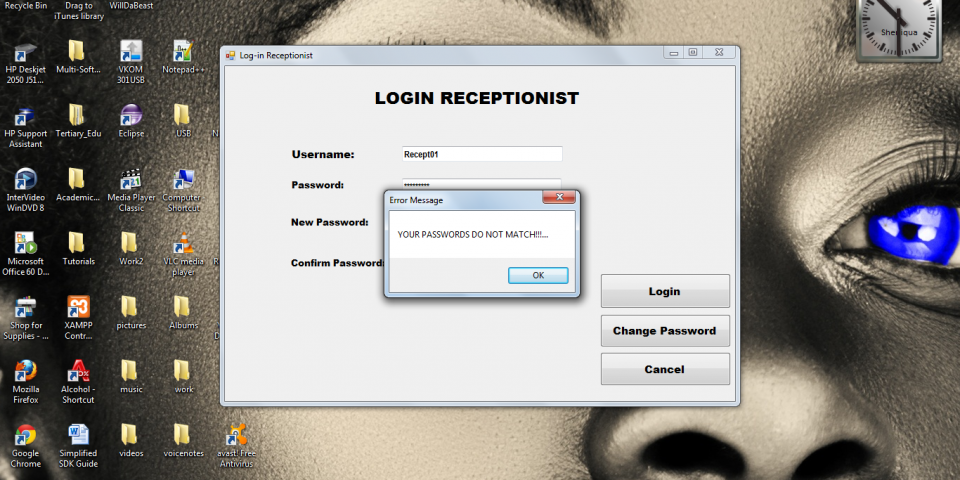 Recycle Bin
Drag to
iTunes library
WillDaBeast
HP Deskjet
2050 J51...
Multi-Soft...
VKOM
301USB
Notepad++
HP Support
Assistant
Tertiary_Edu
Eclipse
USB
N
InterVideo
WinDVD 8
Academic...
Media Player
Classic
Computer -
Shortcut
Microsoft
Office 60 D...
Tutorials
Work2
VLC media
player
R
Shop for
Supplies - ...
XAMPP
Contr...
pictures
Albums
D
Mozilla
Firefox
Alcohol -
Shortcut
music
work
Google
Chrome
Simplified
SDK Guide
videos
voicenotes
avast! Free
Antivirus
Log-in Receptionist
LOGIN RECEPTIONIST
Username:
Recept01
Password:
*********
New Password:
Confirm Password:
Error Message
YOUR PASSWORDS DO NOT MATCH!!!....
OK
Login
Change Password
Cancel